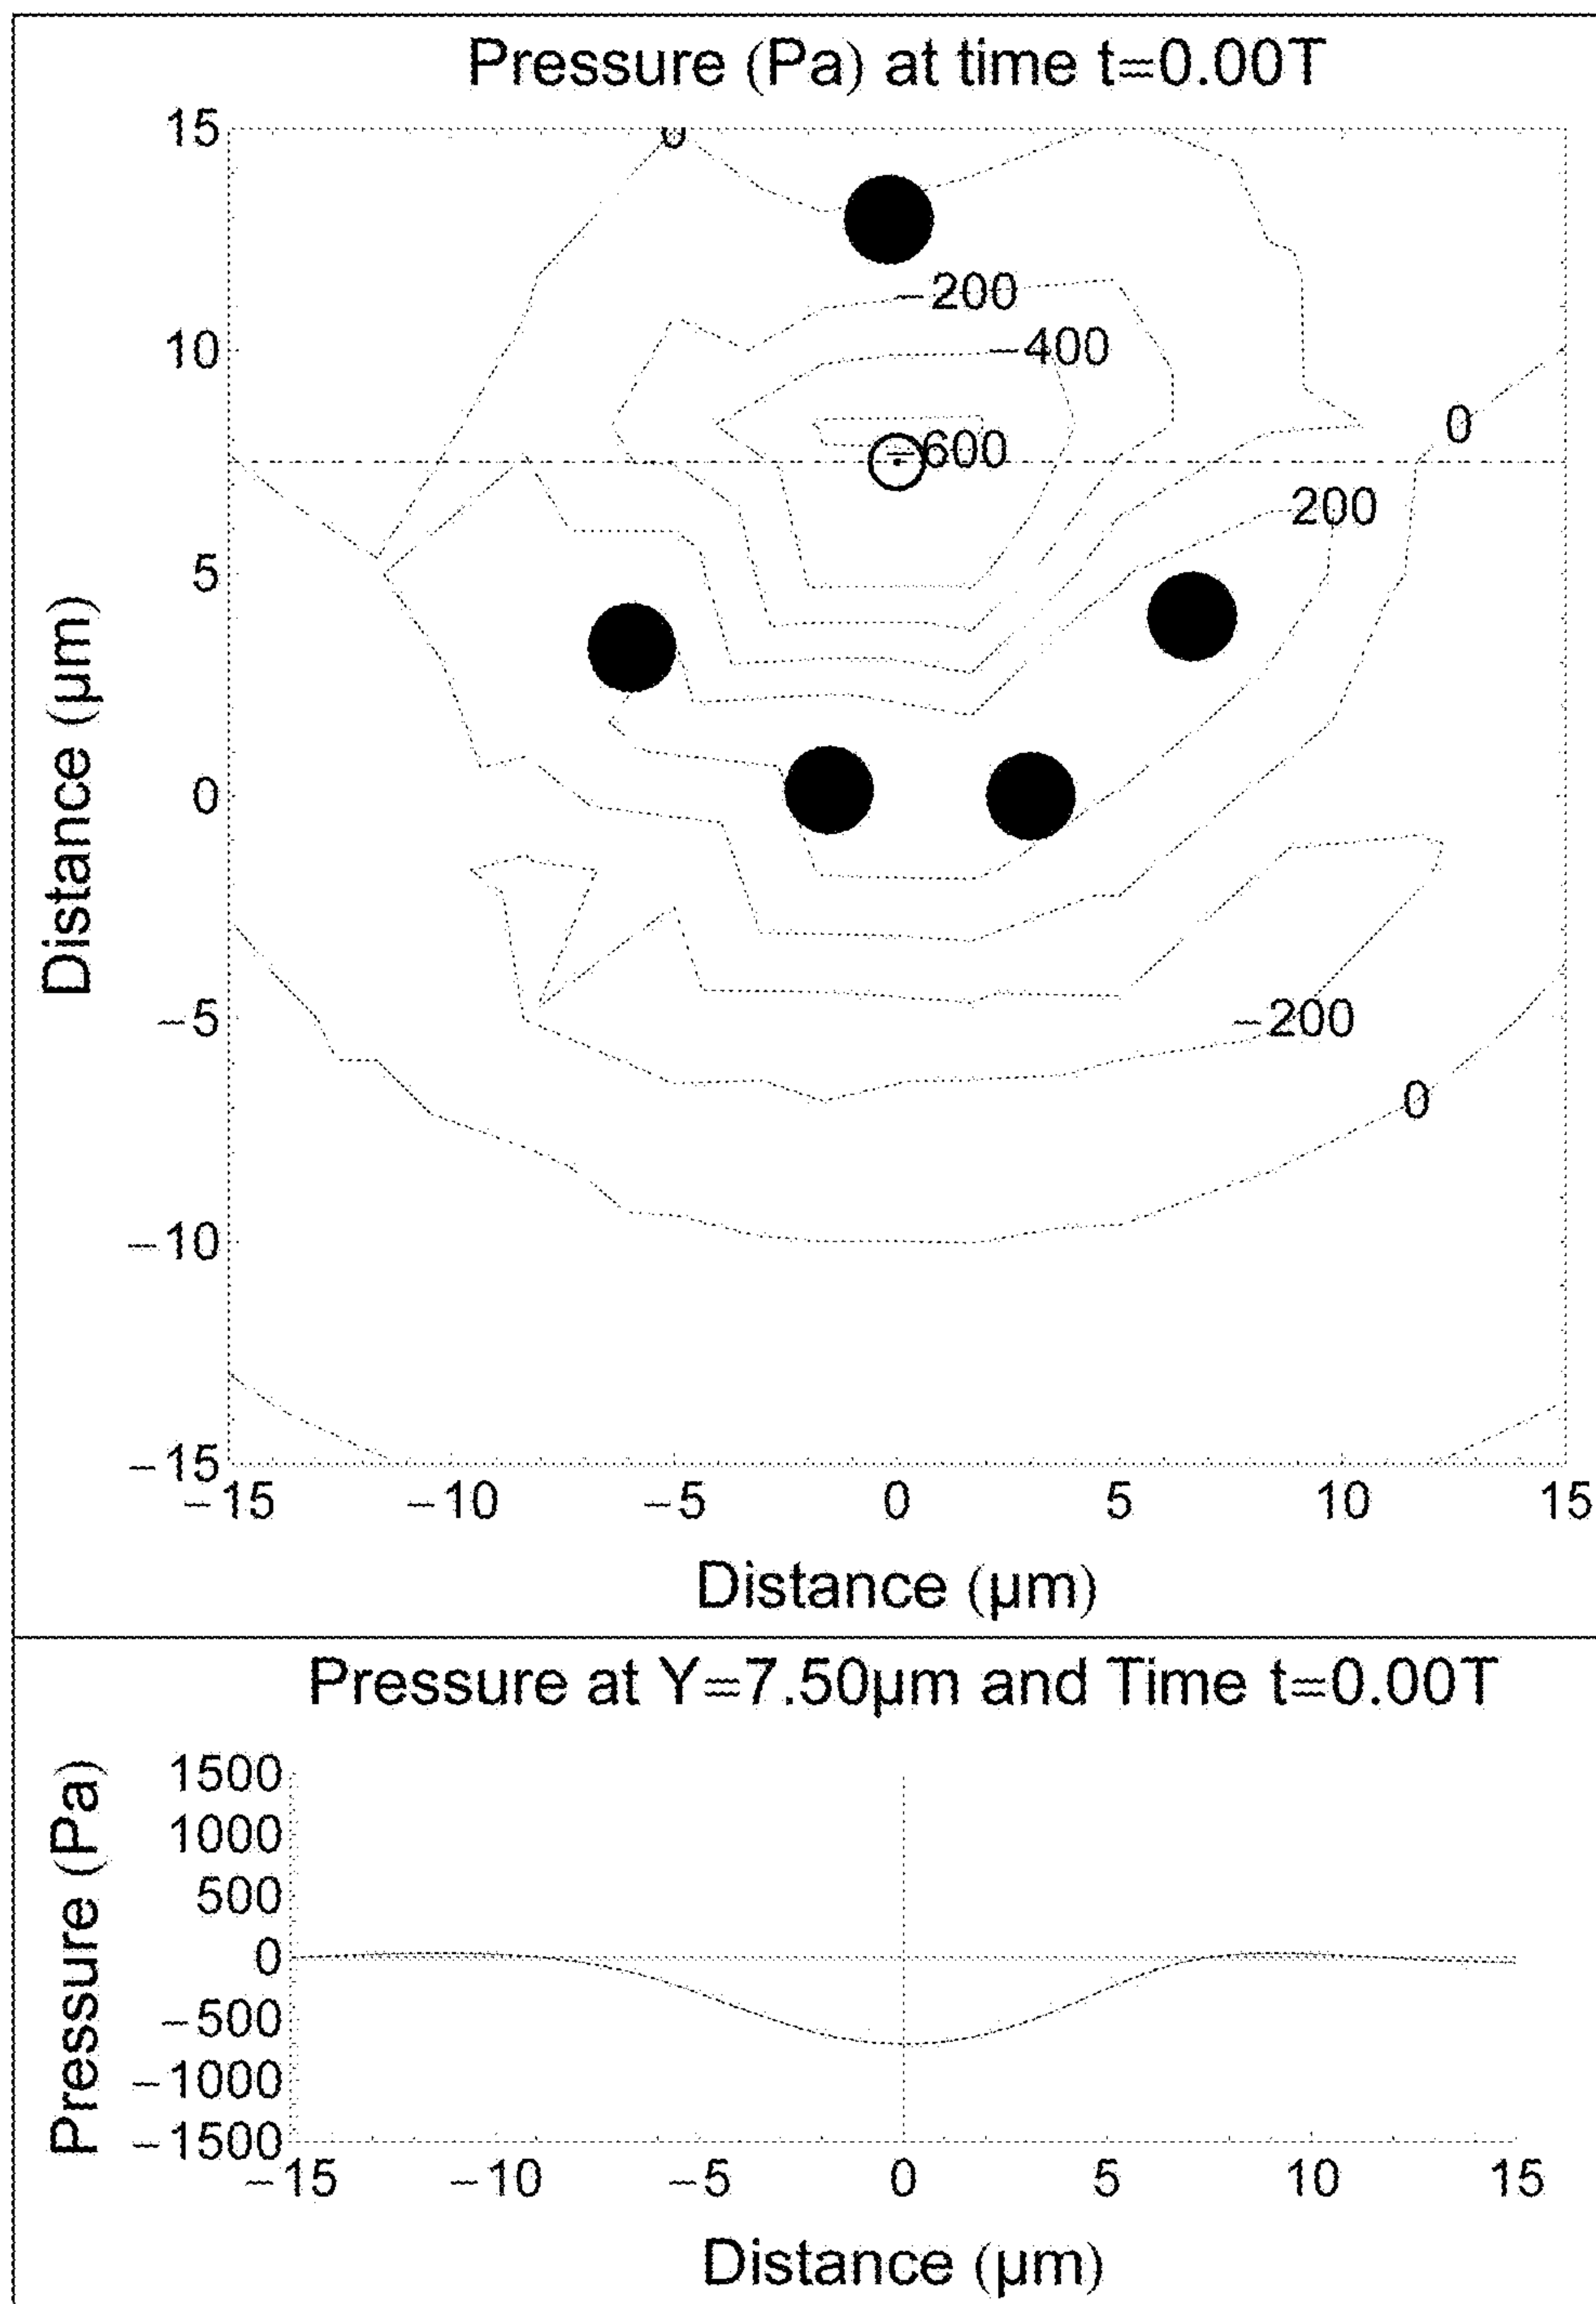 Pressure (Pa) at time t=0.00T
15
0
-200
10
-400
0
-600
200
5
Distance (µm)
0
-5
-200
0
-10
-15
-15 -10 -5 0 5 10 15
Distance (µm)
Pressure at Y=7.50µm and Time t=0.00T
Pressure (Pa)
1500
1000
500
0
-500
-1000
-1500
-15 -10 -5 0 5 10 15
Distance (µm)